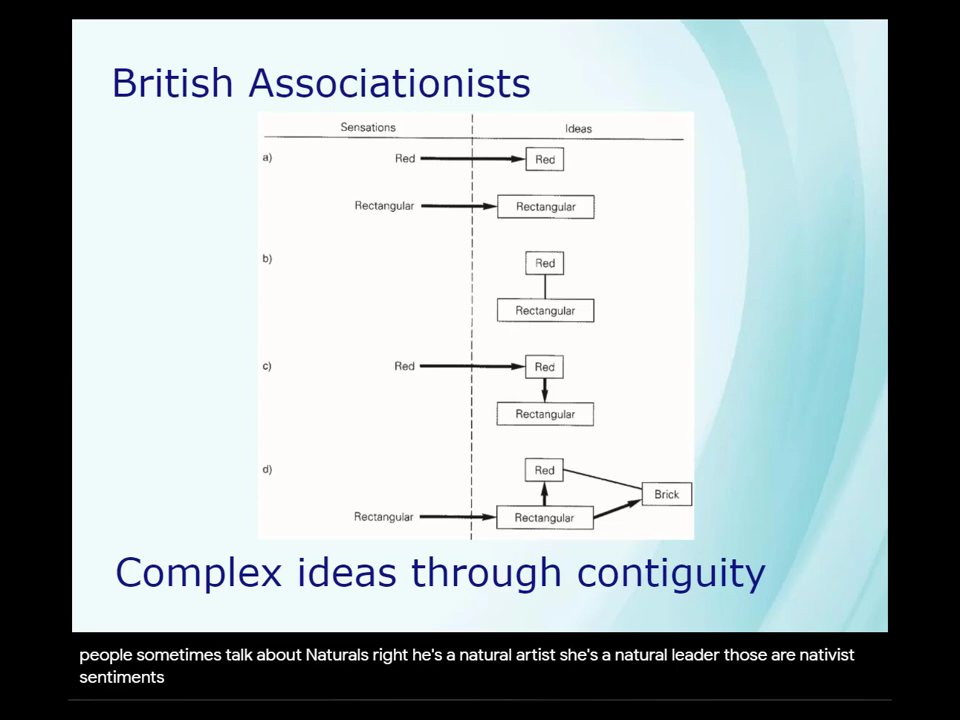 British Associationists
Sensations Ideas
a) Red Red
Rectangular Rectangular
b) Red
Rectangular
c) Red Red
Rectangular
d) Red
Brick
Rectangular Rectangular
Complex ideas through contiguity
people sometimes talk about Naturals right he's a natural artist she's a natural leader those are nativist
sentiments